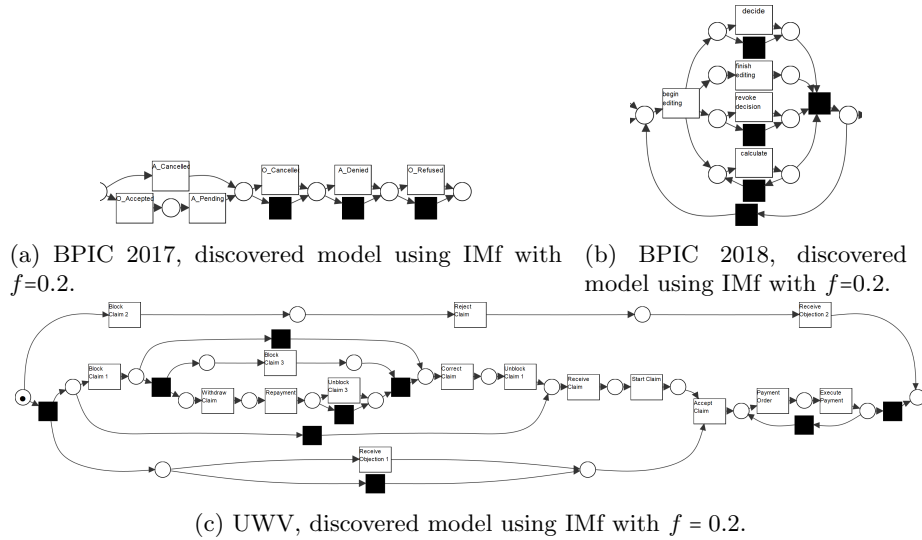 decide
finish
editing
begin
editing
revoke
decision
calculate
A_Cancelled
O_Cancelle
A_Denied
O_Refused
O_Accepted
A_Pending
(a) BPIC 2017, discovered model using IMf with
f=0.2.
(b) BPIC 2018, discovered
model using IMf with f=0.2.
Block
Claim 2
Reject
Claim
Receive
Objection 2
Block
Claim 1
Block
Claim 3
Withdraw
Claim
Repayment
Unblock
Claim 3
Correct
Claim
Unblock
Claim 1
Receive
Claim
Start Claim
Accept
Claim
Payment
Order
Execute
Payment
Receive
Objection 1
(c) UWV, discovered model using IMf with f = 0.2.